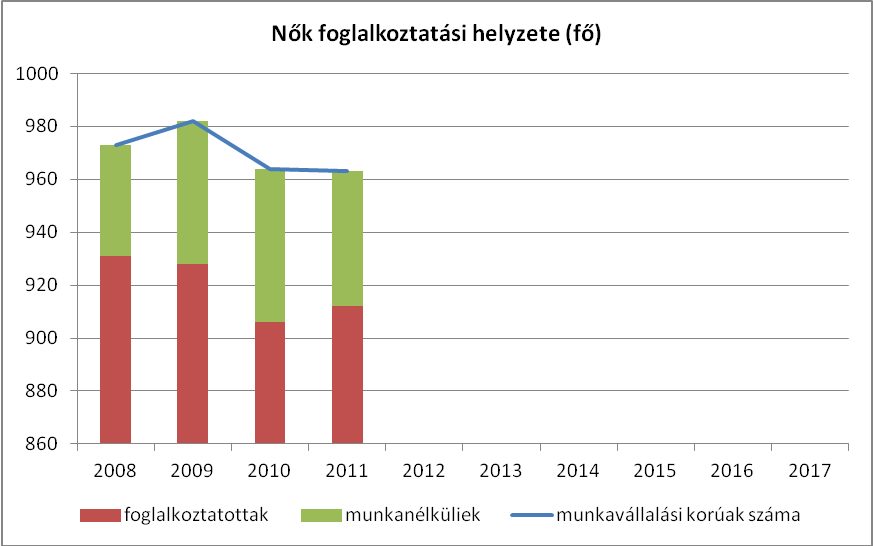 Nők foglalkoztatási helyzete (fő)
1000
980
960
940
920
900
880
860
2008 2009 2010 2011 2012 2013 2014 2015 2016 2017
foglalkoztatottak munkanélküliek munkavállalási korúak száma